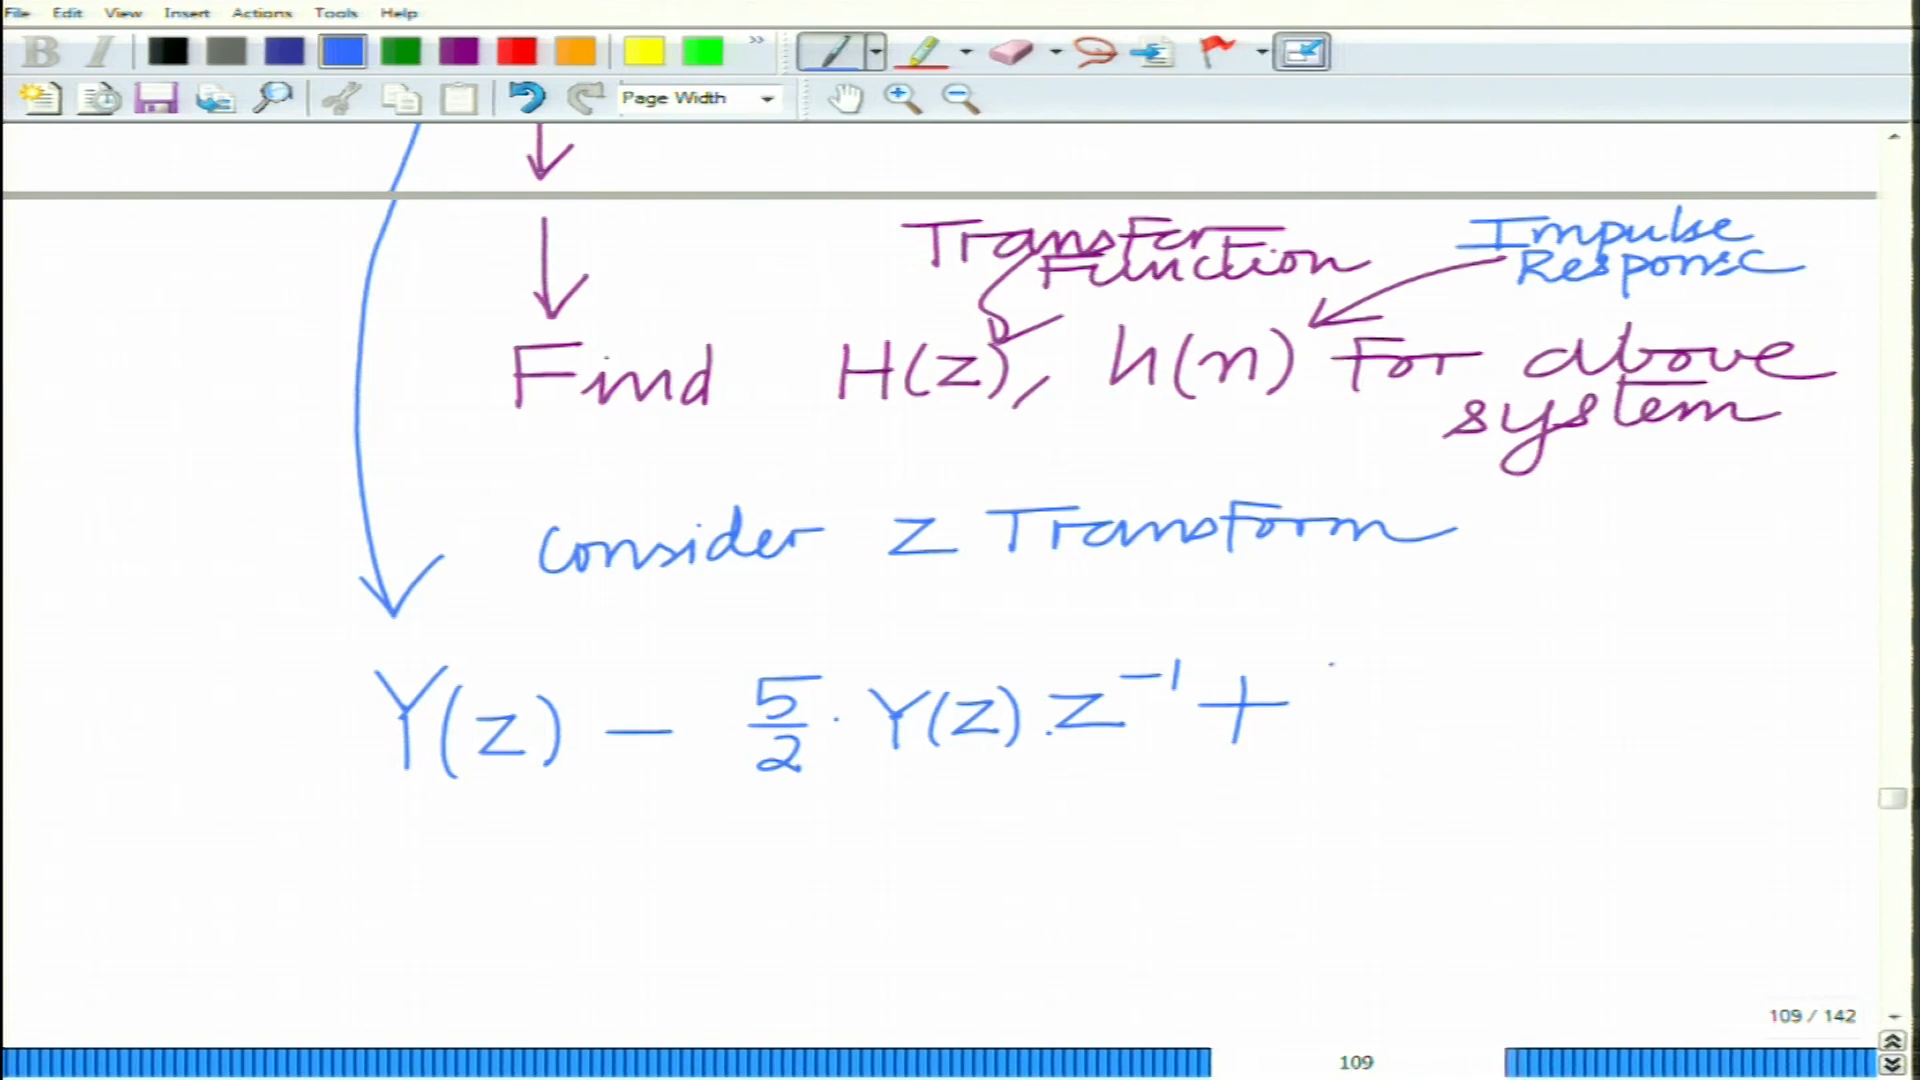 File Edit View Insert Actions Tools Help
B I
Page Width
Transfer Function
Impulse Response
Find H(z), h(n) for above system
consider z Transform
Y(z) - 5/2 · Y(z) · z^-1 +
109 / 142
109